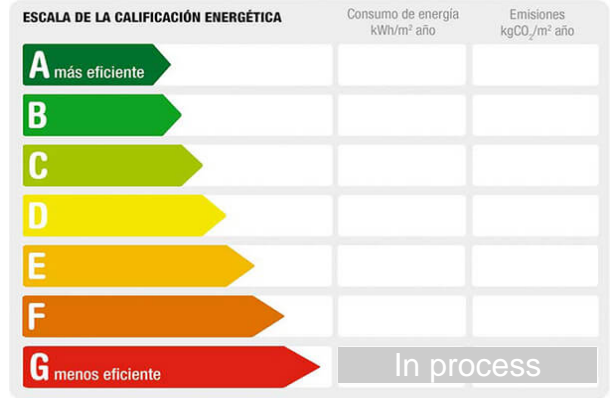 ESCALA DE LA CALIFICACIÓN ENERGÉTICA
Consumo de energía
kWh/m² año
Emisiones
kgCO₂/m² año
A más eficiente
B
C
D
E
F
G menos eficiente
In process